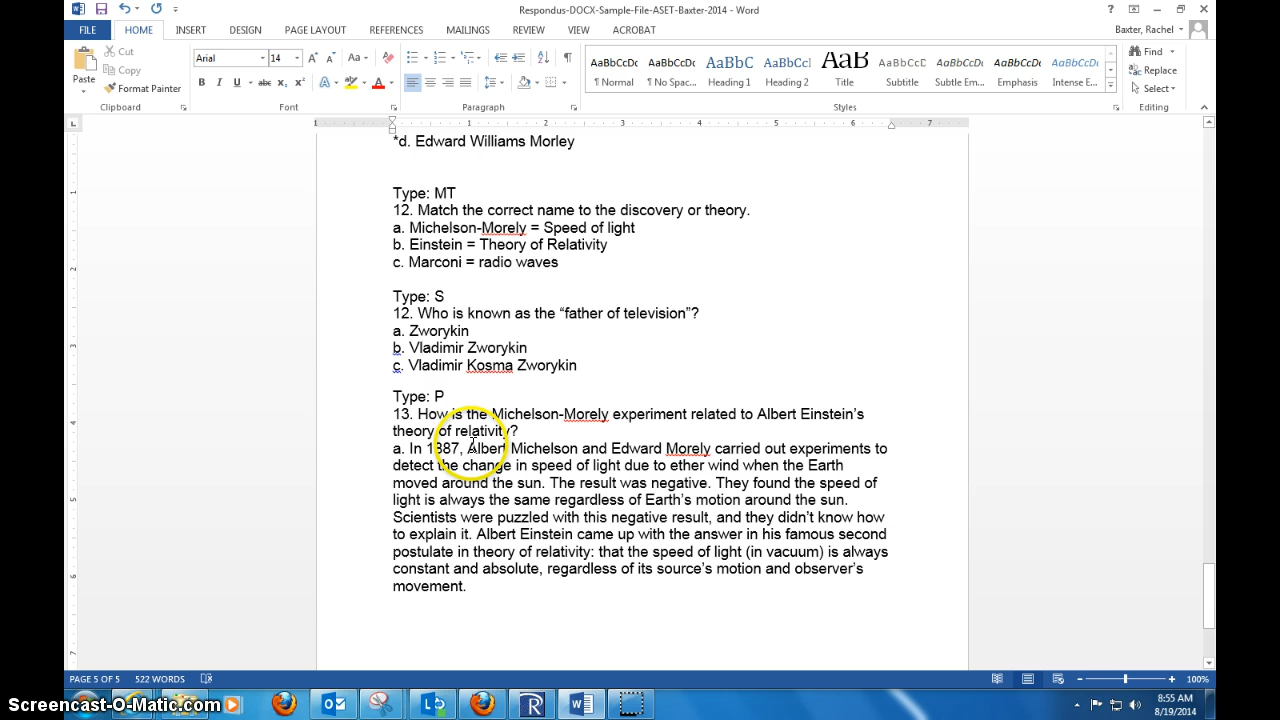 Respondus-DOCX-Sample-File-ASET-Baxter-2014 - Word
FILE HOME INSERT DESIGN PAGE LAYOUT REFERENCES MAILINGS REVIEW VIEW ACROBAT
Baxter, Rachel
Cut
Copy
Format Painter
Paste
Clipboard
Arial 14
Font
Paragraph
AaBbCcDc AaBbCcDc AaBbC AaBbCc AaB AaBbCcD AaBbCcDt AaBbCcDt AaBbCcDt
¶ Normal ¶ No Spac... Heading 1 Heading 2 Title Subtitle Subtle Em... Emphasis Intense E...
Styles
Find
Replace
Select
Editing
1 1 2 3 4 5 6 7
*d. Edward Williams Morley
Type: MT
12. Match the correct name to the discovery or theory.
a. Michelson-Morely = Speed of light
b. Einstein = Theory of Relativity
c. Marconi = radio waves
Type: S
12. Who is known as the “father of television”?
a. Zworykin
b. Vladimir Zworykin
c. Vladimir Kosma Zworykin
Type: P
13. How is the Michelson-Morely experiment related to Albert Einstein’s
theory of relativity?
a. In 1887, Albert Michelson and Edward Morely carried out experiments to
detect the change in speed of light due to ether wind when the Earth
moved around the sun. The result was negative. They found the speed of
light is always the same regardless of Earth’s motion around the sun.
Scientists were puzzled with this negative result, and they didn’t know how
to explain it. Albert Einstein came up with the answer in his famous second
postulate in theory of relativity: that the speed of light (in vacuum) is always
constant and absolute, regardless of its source’s motion and observer’s
movement.
PAGE 5 OF 5 522 WORDS
100%
Screencast-O-Matic.com
8:55 AM
8/19/2014